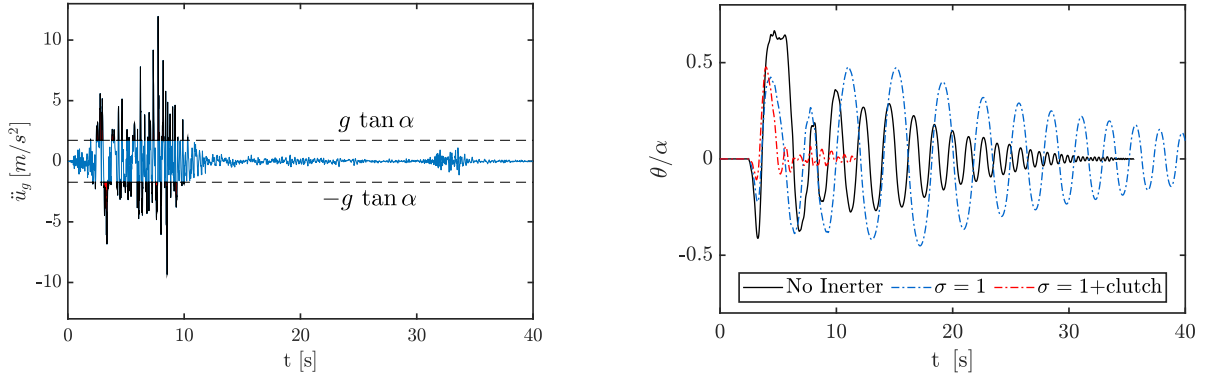 10
5
0
-5
-10
ü_g [m/s²]
g tan α
−g tan α
0
10
20
30
40
t [s]
0.5
0
-0.5
θ/α
No Inerter
σ = 1
σ = 1+clutch
0
10
20
30
40
t [s]